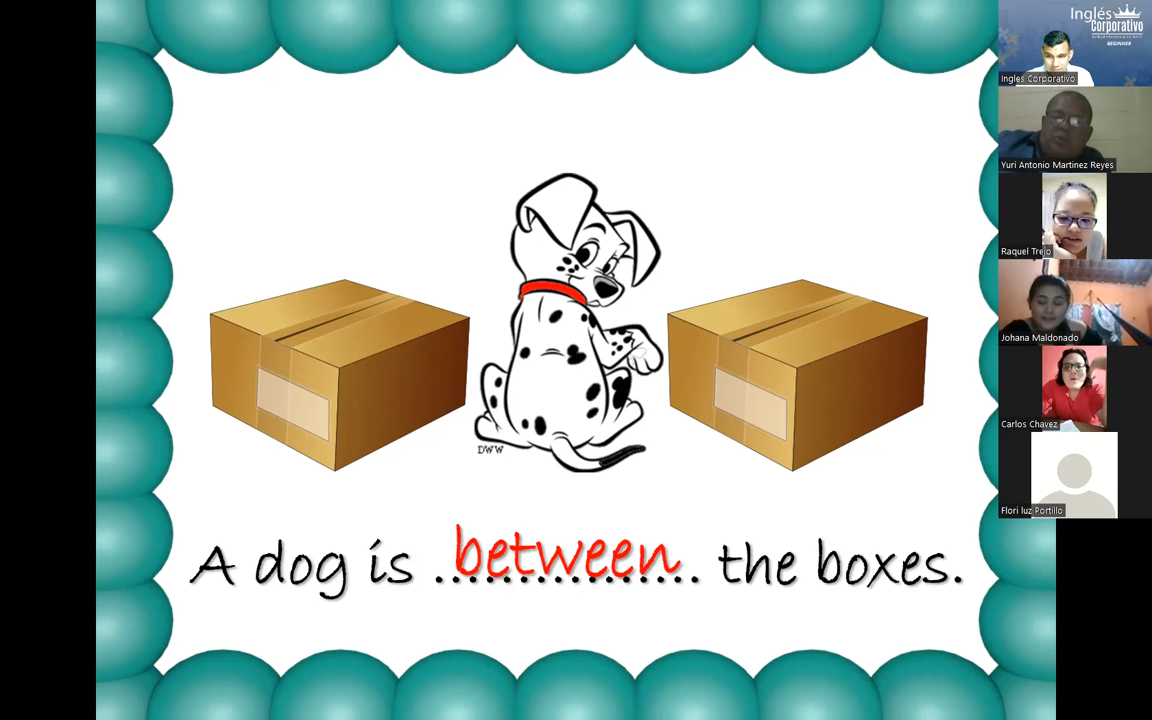 Inglés
Corporativo
BEGINNER
Ingles Corporativo
Yuri Antonio Martinez Reyes
Raquel Trejo
Johana Maldonado
Carlos Chavez
Flori luz Portillo
DWW
A dog is between the boxes.